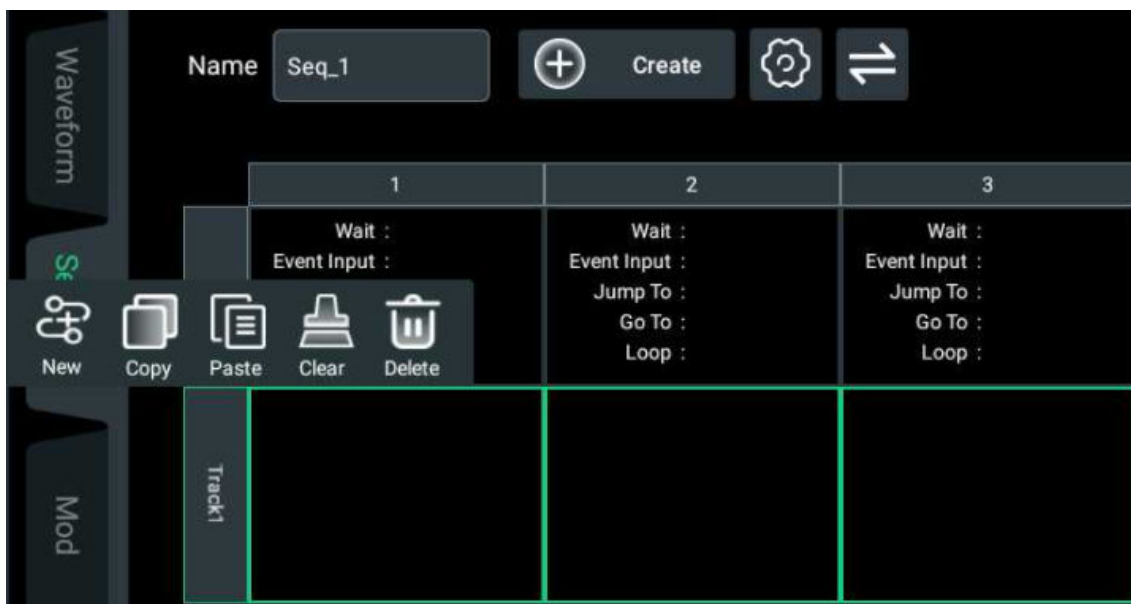 Waveform
Name Seq_1 Create
1 2 3
Wait : Wait : Wait :
Event Input : Event Input : Event Input :
Jump To : Jump To :
Go To : Go To :
Loop : Loop :
Se
New Copy Paste Clear Delete
Track1
Mod